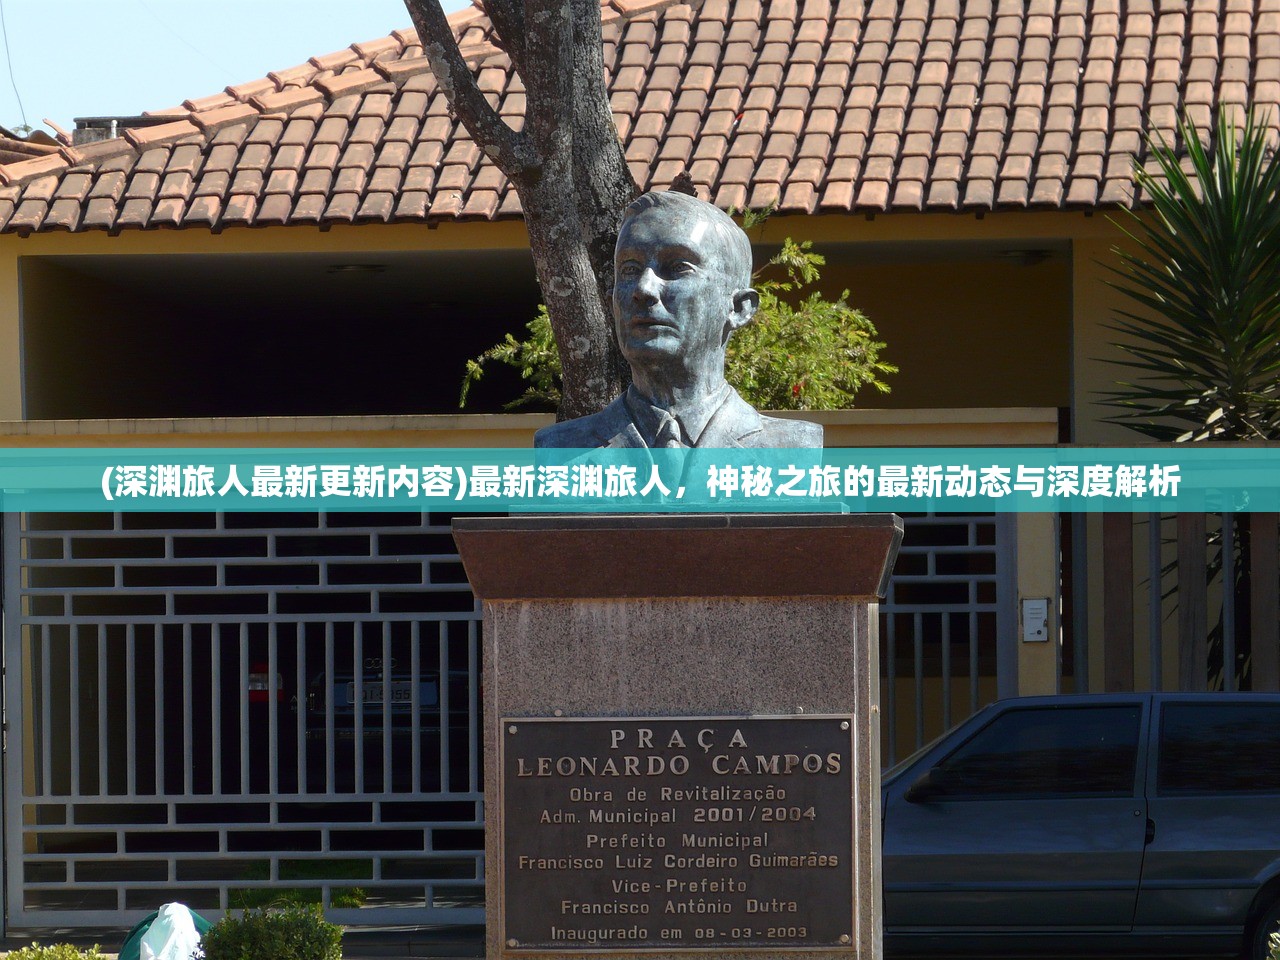 (深渊旅人最新更新内容)最新深渊旅人，神秘之旅的最新动态与深度解析
PRAÇA
LEONARDO CAMPOS
Obra de Revitalização
Adm. Municipal 2001/2004
Prefeito Municipal
Francisco Luiz Cordeiro Guimarães
Vice-Prefeito
Francisco Antônio Dutra
Inaugurado em 08-03-2003